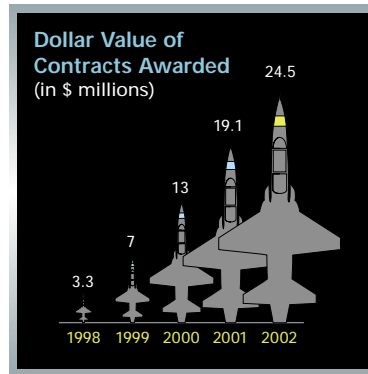 Dollar Value of
Contracts Awarded
(in $ millions)
24.5
19.1
13
7
3.3
1998 1999 2000 2001 2002